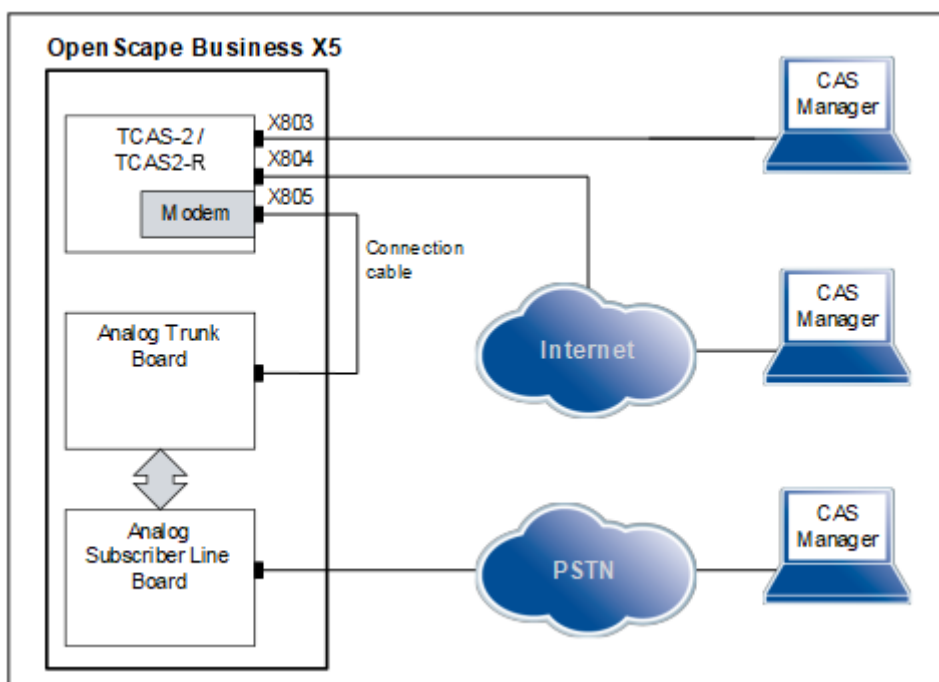 OpenScape Business X5
TCAS-2 /
TCAS2-R
X803
X804
X805
Modem
Connection
cable
Analog Trunk
Board
Analog
Subscriber Line
Board
CAS
Manager
Internet
CAS
Manager
PSTN
CAS
Manager